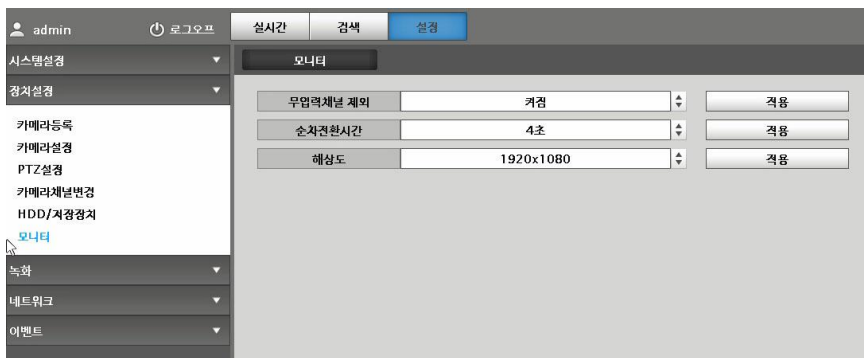 admin 로그오프 실시간 검색 설정
시스템설정
모니터
장치설정
무입력채널 제외 켜짐 적용
순차전환시간 4초 적용
해상도 1920x1080 적용
카메라등록
카메라설정
PTZ설정
카메라채널변경
HDD/저장장치
모니터
녹화
네트워크
이벤트